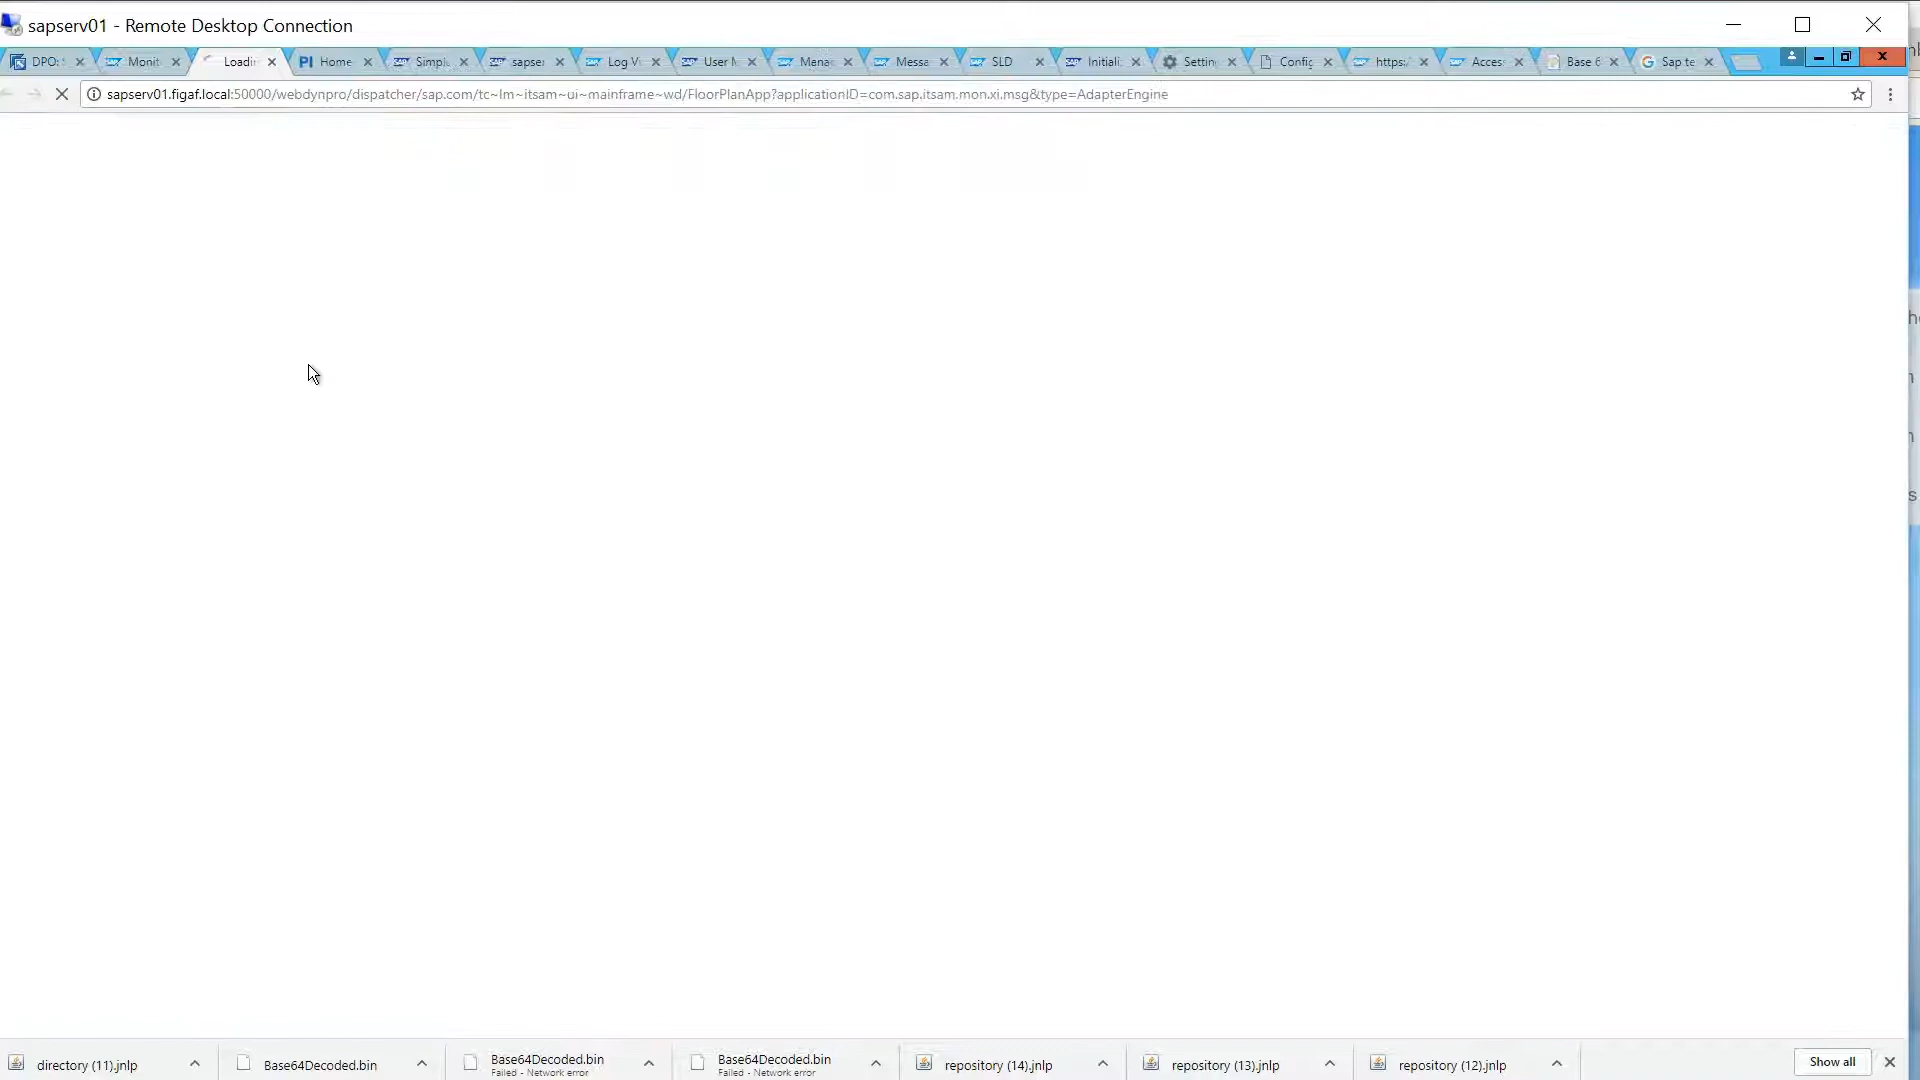 sapserv01 - Remote Desktop Connection
DPO: Monit Loadi PI Home Simpl sapser Log V User M Mana Messa SLD Initiali Settin Config https:/ Acces Base 6 Sap te
sapserv01.figaf.local:50000/webdynpro/dispatcher/sap.com/tc~lm~itsam~ui~mainframe~wd/FloorPlanApp?applicationID=com.sap.itsam.mon.xi.msg&type=AdapterEngine
directory (11).jnlp
Base64Decoded.bin
Base64Decoded.bin
Failed - Network error
Base64Decoded.bin
Failed - Network error
repository (14).jnlp
repository (13).jnlp
repository (12).jnlp
Show all